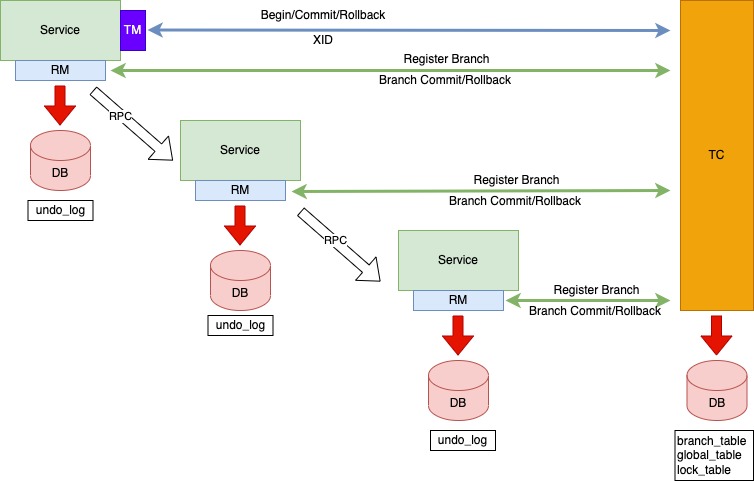 Begin/Commit/Rollback
Service
TM
XID
Register Branch
RM
Branch Commit/Rollback
RPC
Service
TC
DB
Register Branch
RM
Branch Commit/Rollback
undo_log
RPC
Service
DB
Register Branch
RM
Branch Commit/Rollback
undo_log
DB
DB
undo_log
branch_table
global_table
lock_table